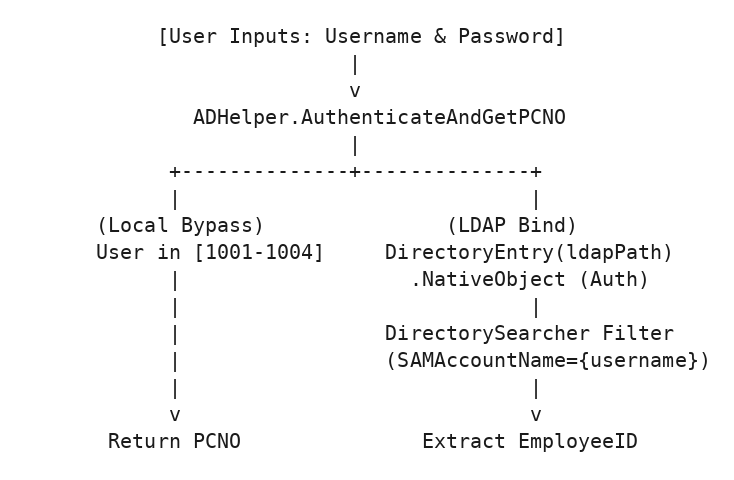 [User Inputs: Username & Password]
|
v
ADHelper.AuthenticateAndGetPCNO
|
+--------------+--------------+
| |
(Local Bypass) (LDAP Bind)
User in [1001-1004] DirectoryEntry(ldapPath)
| .NativeObject (Auth)
| |
| DirectorySearcher Filter
| (SAMAccountName={username})
| |
v v
Return PCNO Extract EmployeeID